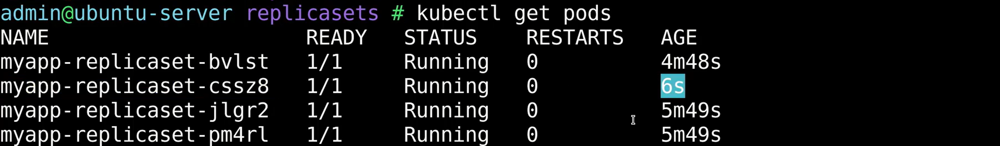 admin@ubuntu-server replicasets # kubectl get pods
NAME READY STATUS RESTARTS AGE
myapp-replicaset-bvlst 1/1 Running 0 4m48s
myapp-replicaset-cssz8 1/1 Running 0 6s
myapp-replicaset-jlgr2 1/1 Running 0 5m49s
myapp-replicaset-pm4rl 1/1 Running 0 5m49s